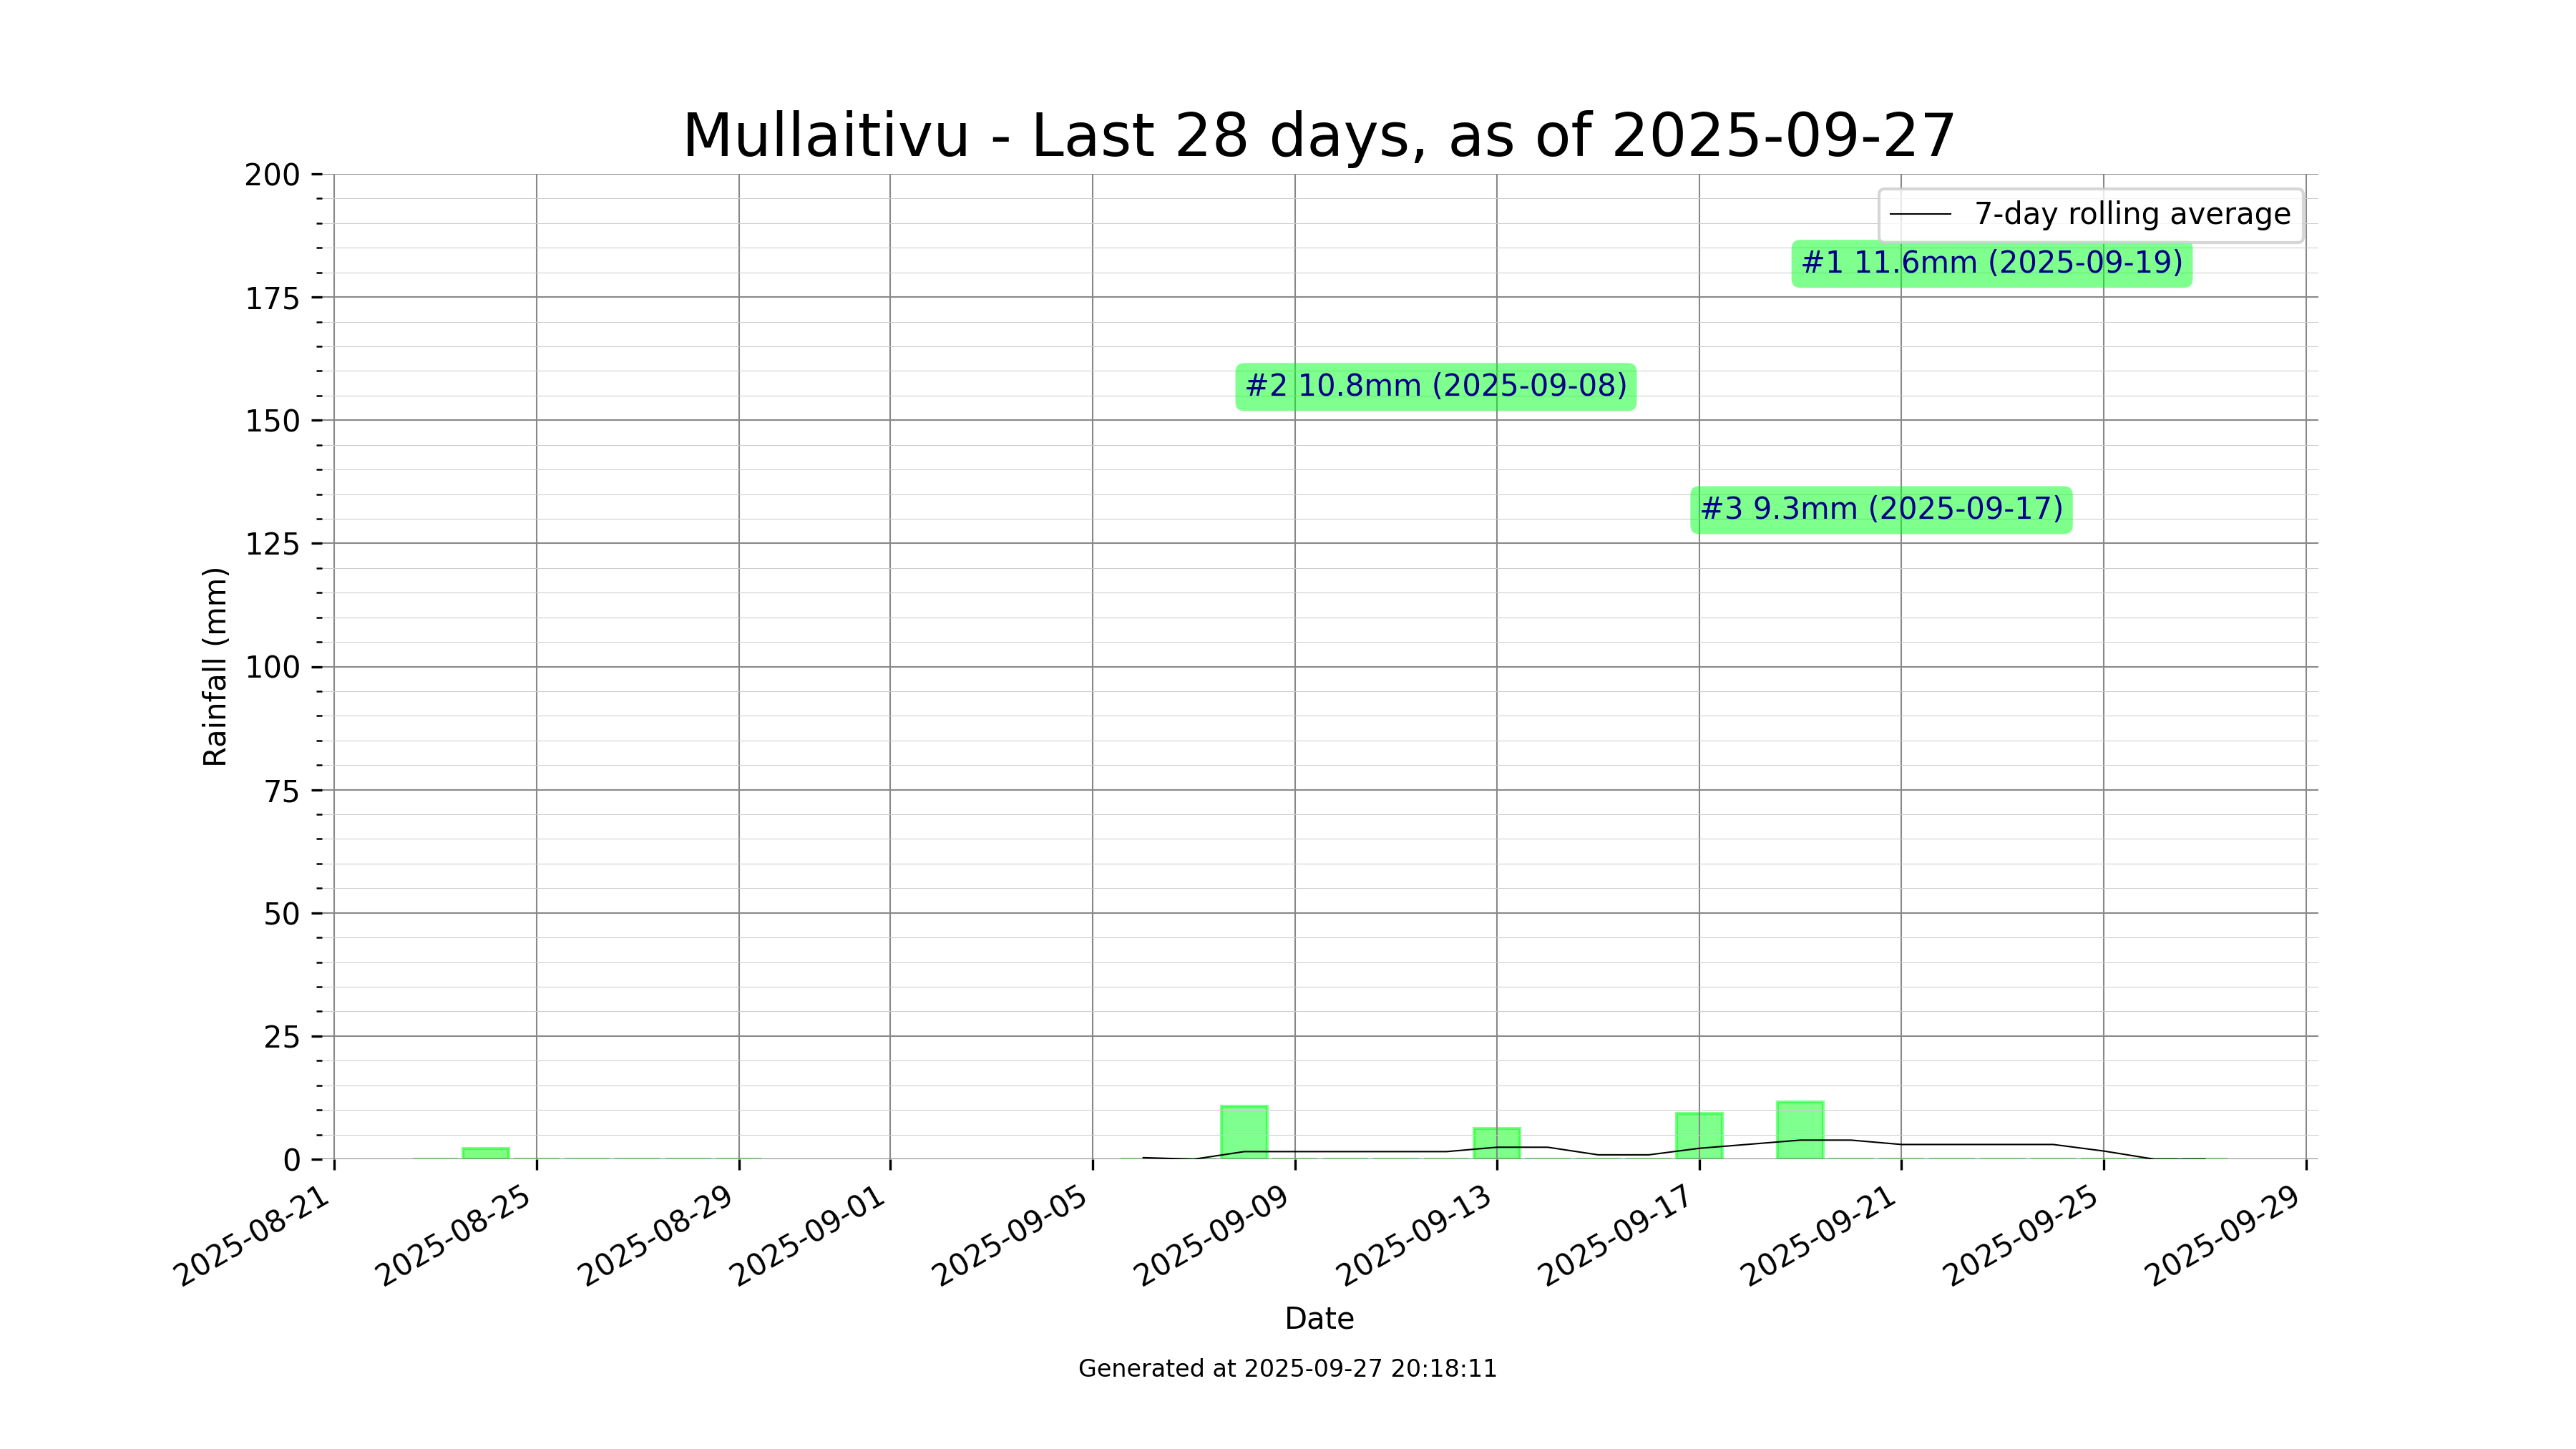 Mullaitivu - Last 28 days, as of 2025-09-27
200
175
150
125
100
75
50
25
0
Rainfall (mm)
7-day rolling average
#1 11.6mm (2025-09-19)
#2 10.8mm (2025-09-08)
#3 9.3mm (2025-09-17)
2025-08-21
2025-08-25
2025-08-29
2025-09-01
2025-09-05
2025-09-09
2025-09-13
2025-09-17
2025-09-21
2025-09-25
2025-09-29
Date
Generated at 2025-09-27 20:18:11